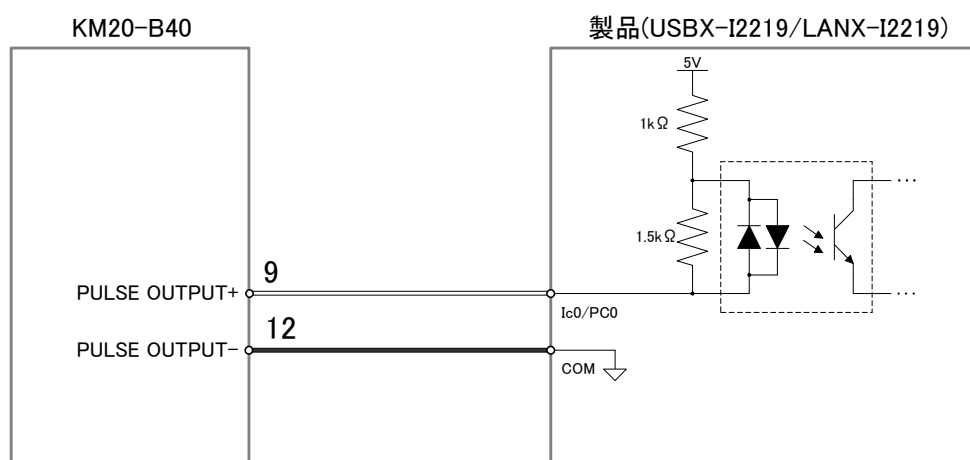 KM20-B40
製品(USBX-I2219/LANX-I2219)
5V
1kΩ
1.5kΩ
PULSE OUTPUT+
9
Ic0/PC0
PULSE OUTPUT-
12
COM